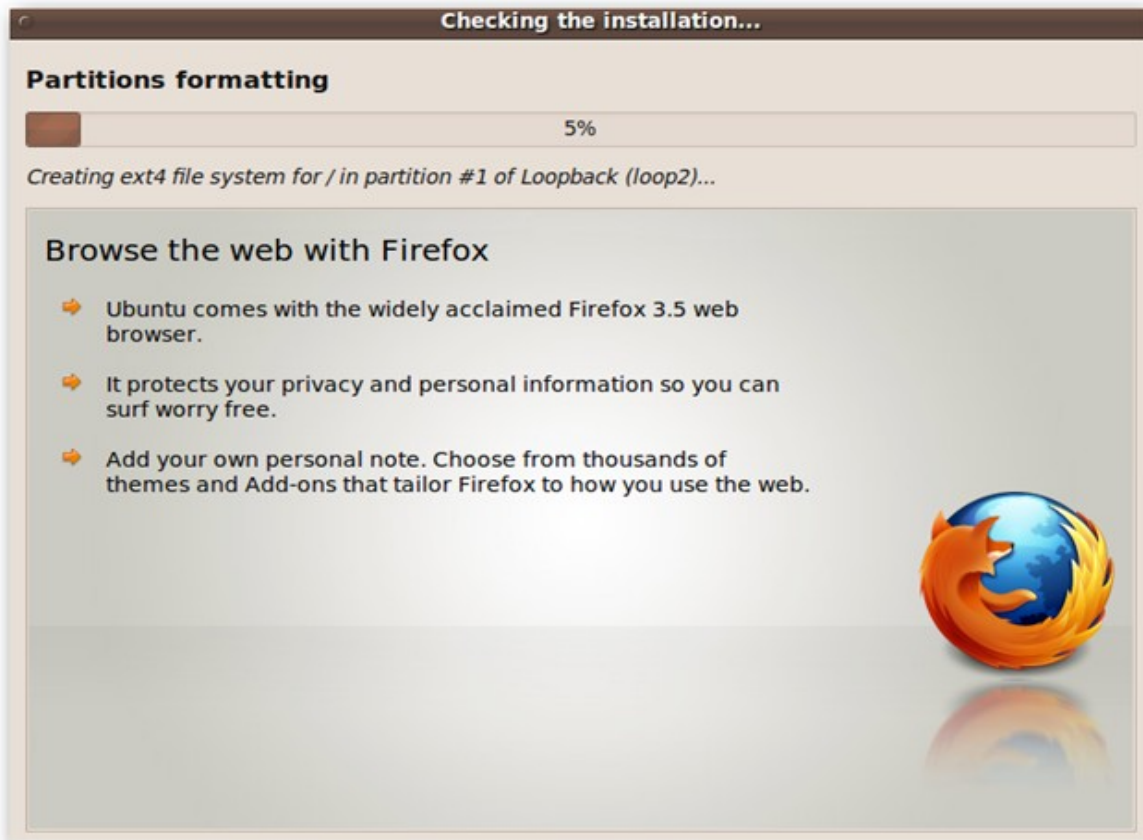 Checking the installation...
Partitions formatting
5%
Creating ext4 file system for / in partition #1 of Loopback (loop2)...
Browse the web with Firefox
Ubuntu comes with the widely acclaimed Firefox 3.5 web
browser.
It protects your privacy and personal information so you can
surf worry free.
Add your own personal note. Choose from thousands of
themes and Add-ons that tailor Firefox to how you use the web.